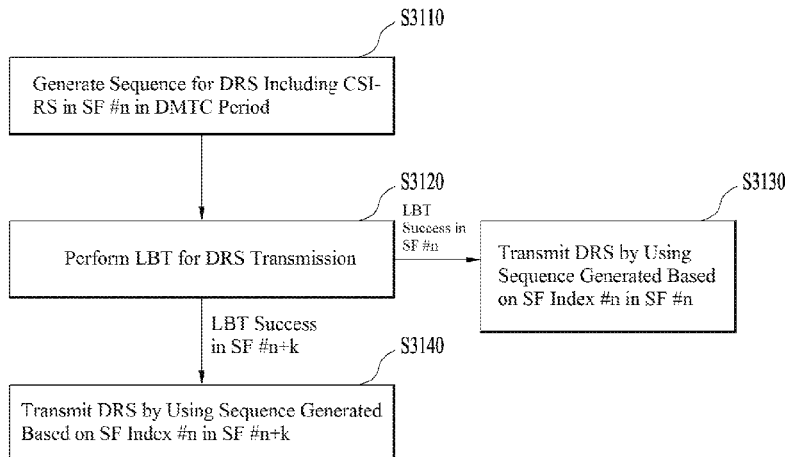 S3110
Generate Sequence for DRS Including CSI-
RS in SF #n in DMTC Period
S3120
Perform LBT for DRS Transmission
LBT
Success in
SF #n
S3130
Transmit DRS by Using
Sequence Generated Based
on SF Index #n in SF #n
LBT Success
in SF #n+k
S3140
Transmit DRS by Using Sequence Generated
Based on SF Index #n in SF #n+k